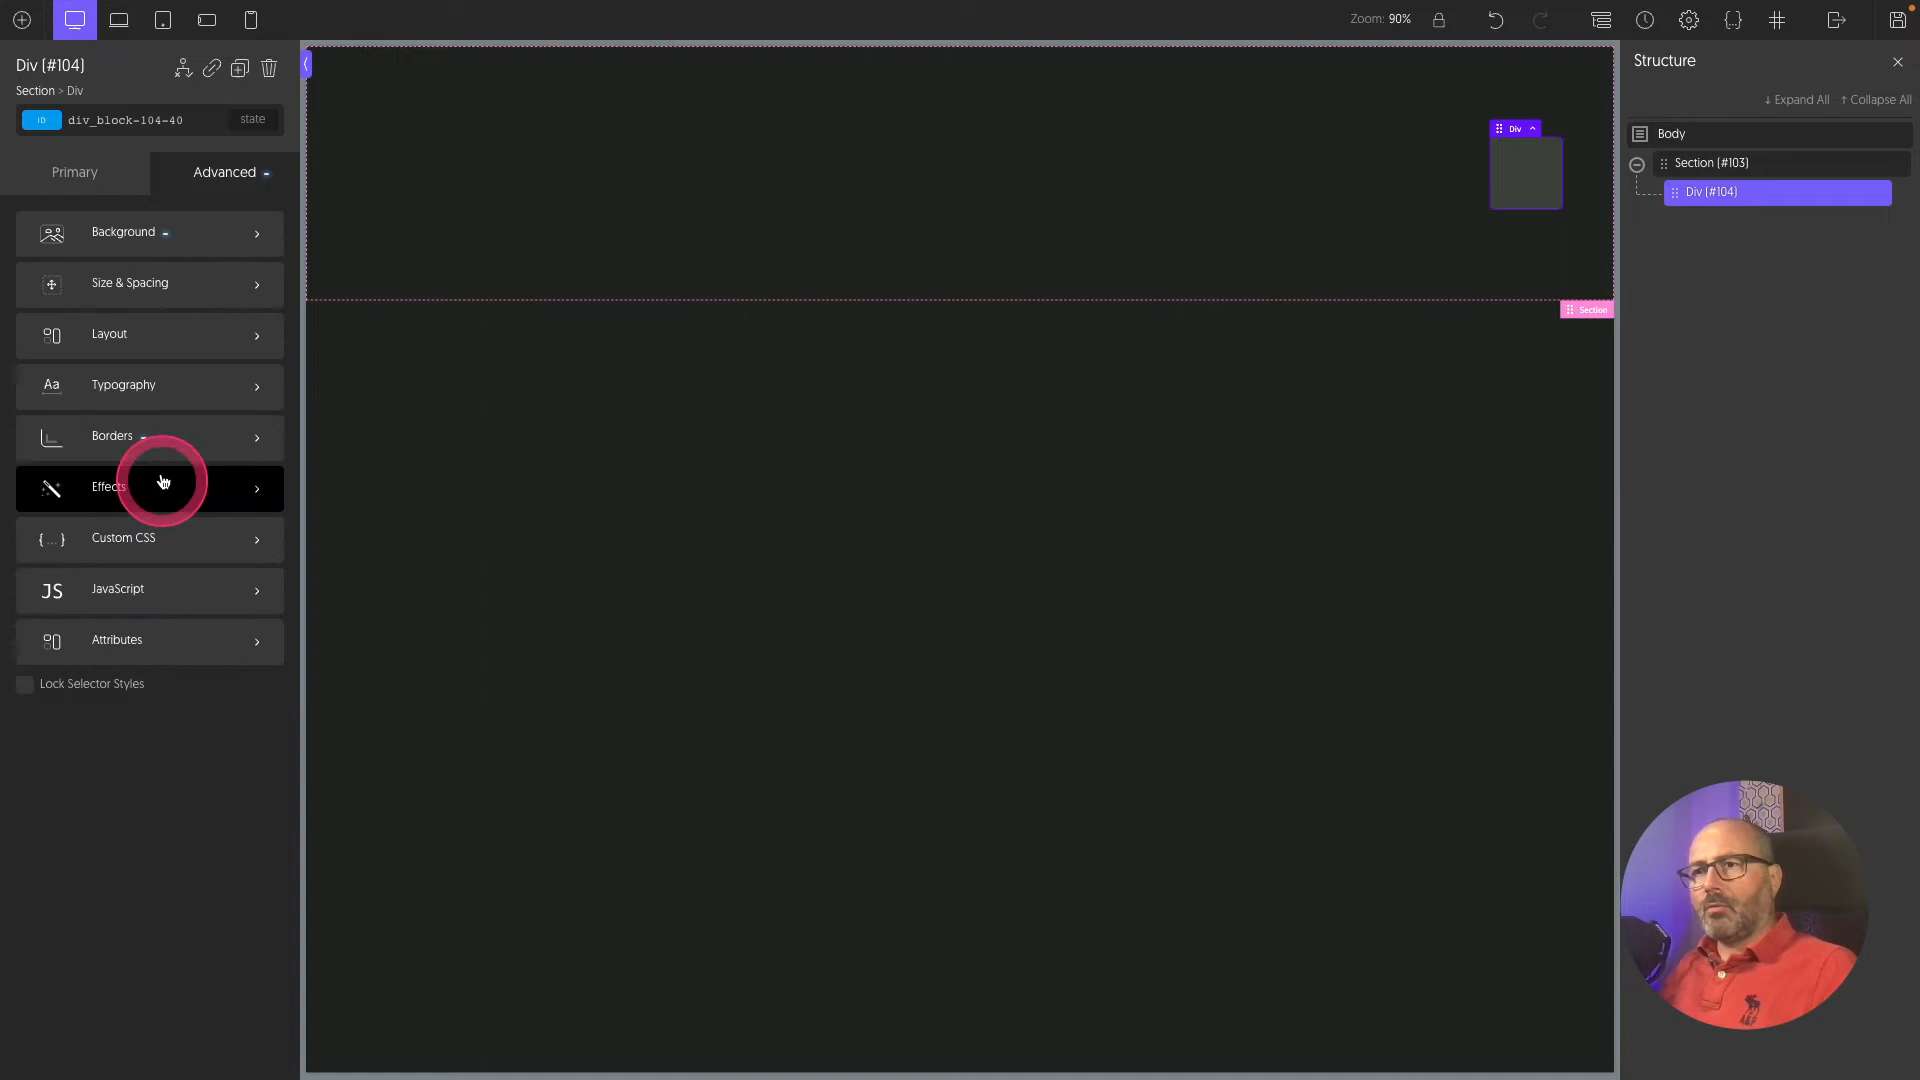 Zoom: 90%
Div (#104)
Section > Div
ID div_block-104-40 state
Primary
Advanced
Background
Size & Spacing
Layout
Aa Typography
Borders
Effects
{ ... } Custom CSS
JS JavaScript
Attributes
Lock Selector Styles
Div
Section
Structure
Expand All
Collapse All
Body
Section (#103)
Div (#104)